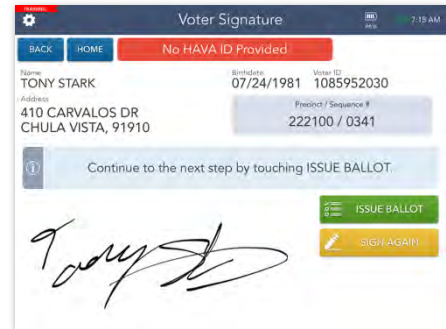 TRAINING
Voter Signature
7:19 AM
BACK
HOME
No HAVA ID Provided
Name
TONY STARK
Birthdate
07/24/1981
Voter ID
1085952030
Address
410 CARVALOS DR
CHULA VISTA, 91910
Precinct / Sequence #
222100 / 0341
Continue to the next step by touching ISSUE BALLOT.
ISSUE BALLOT
SIGN AGAIN
Tony St